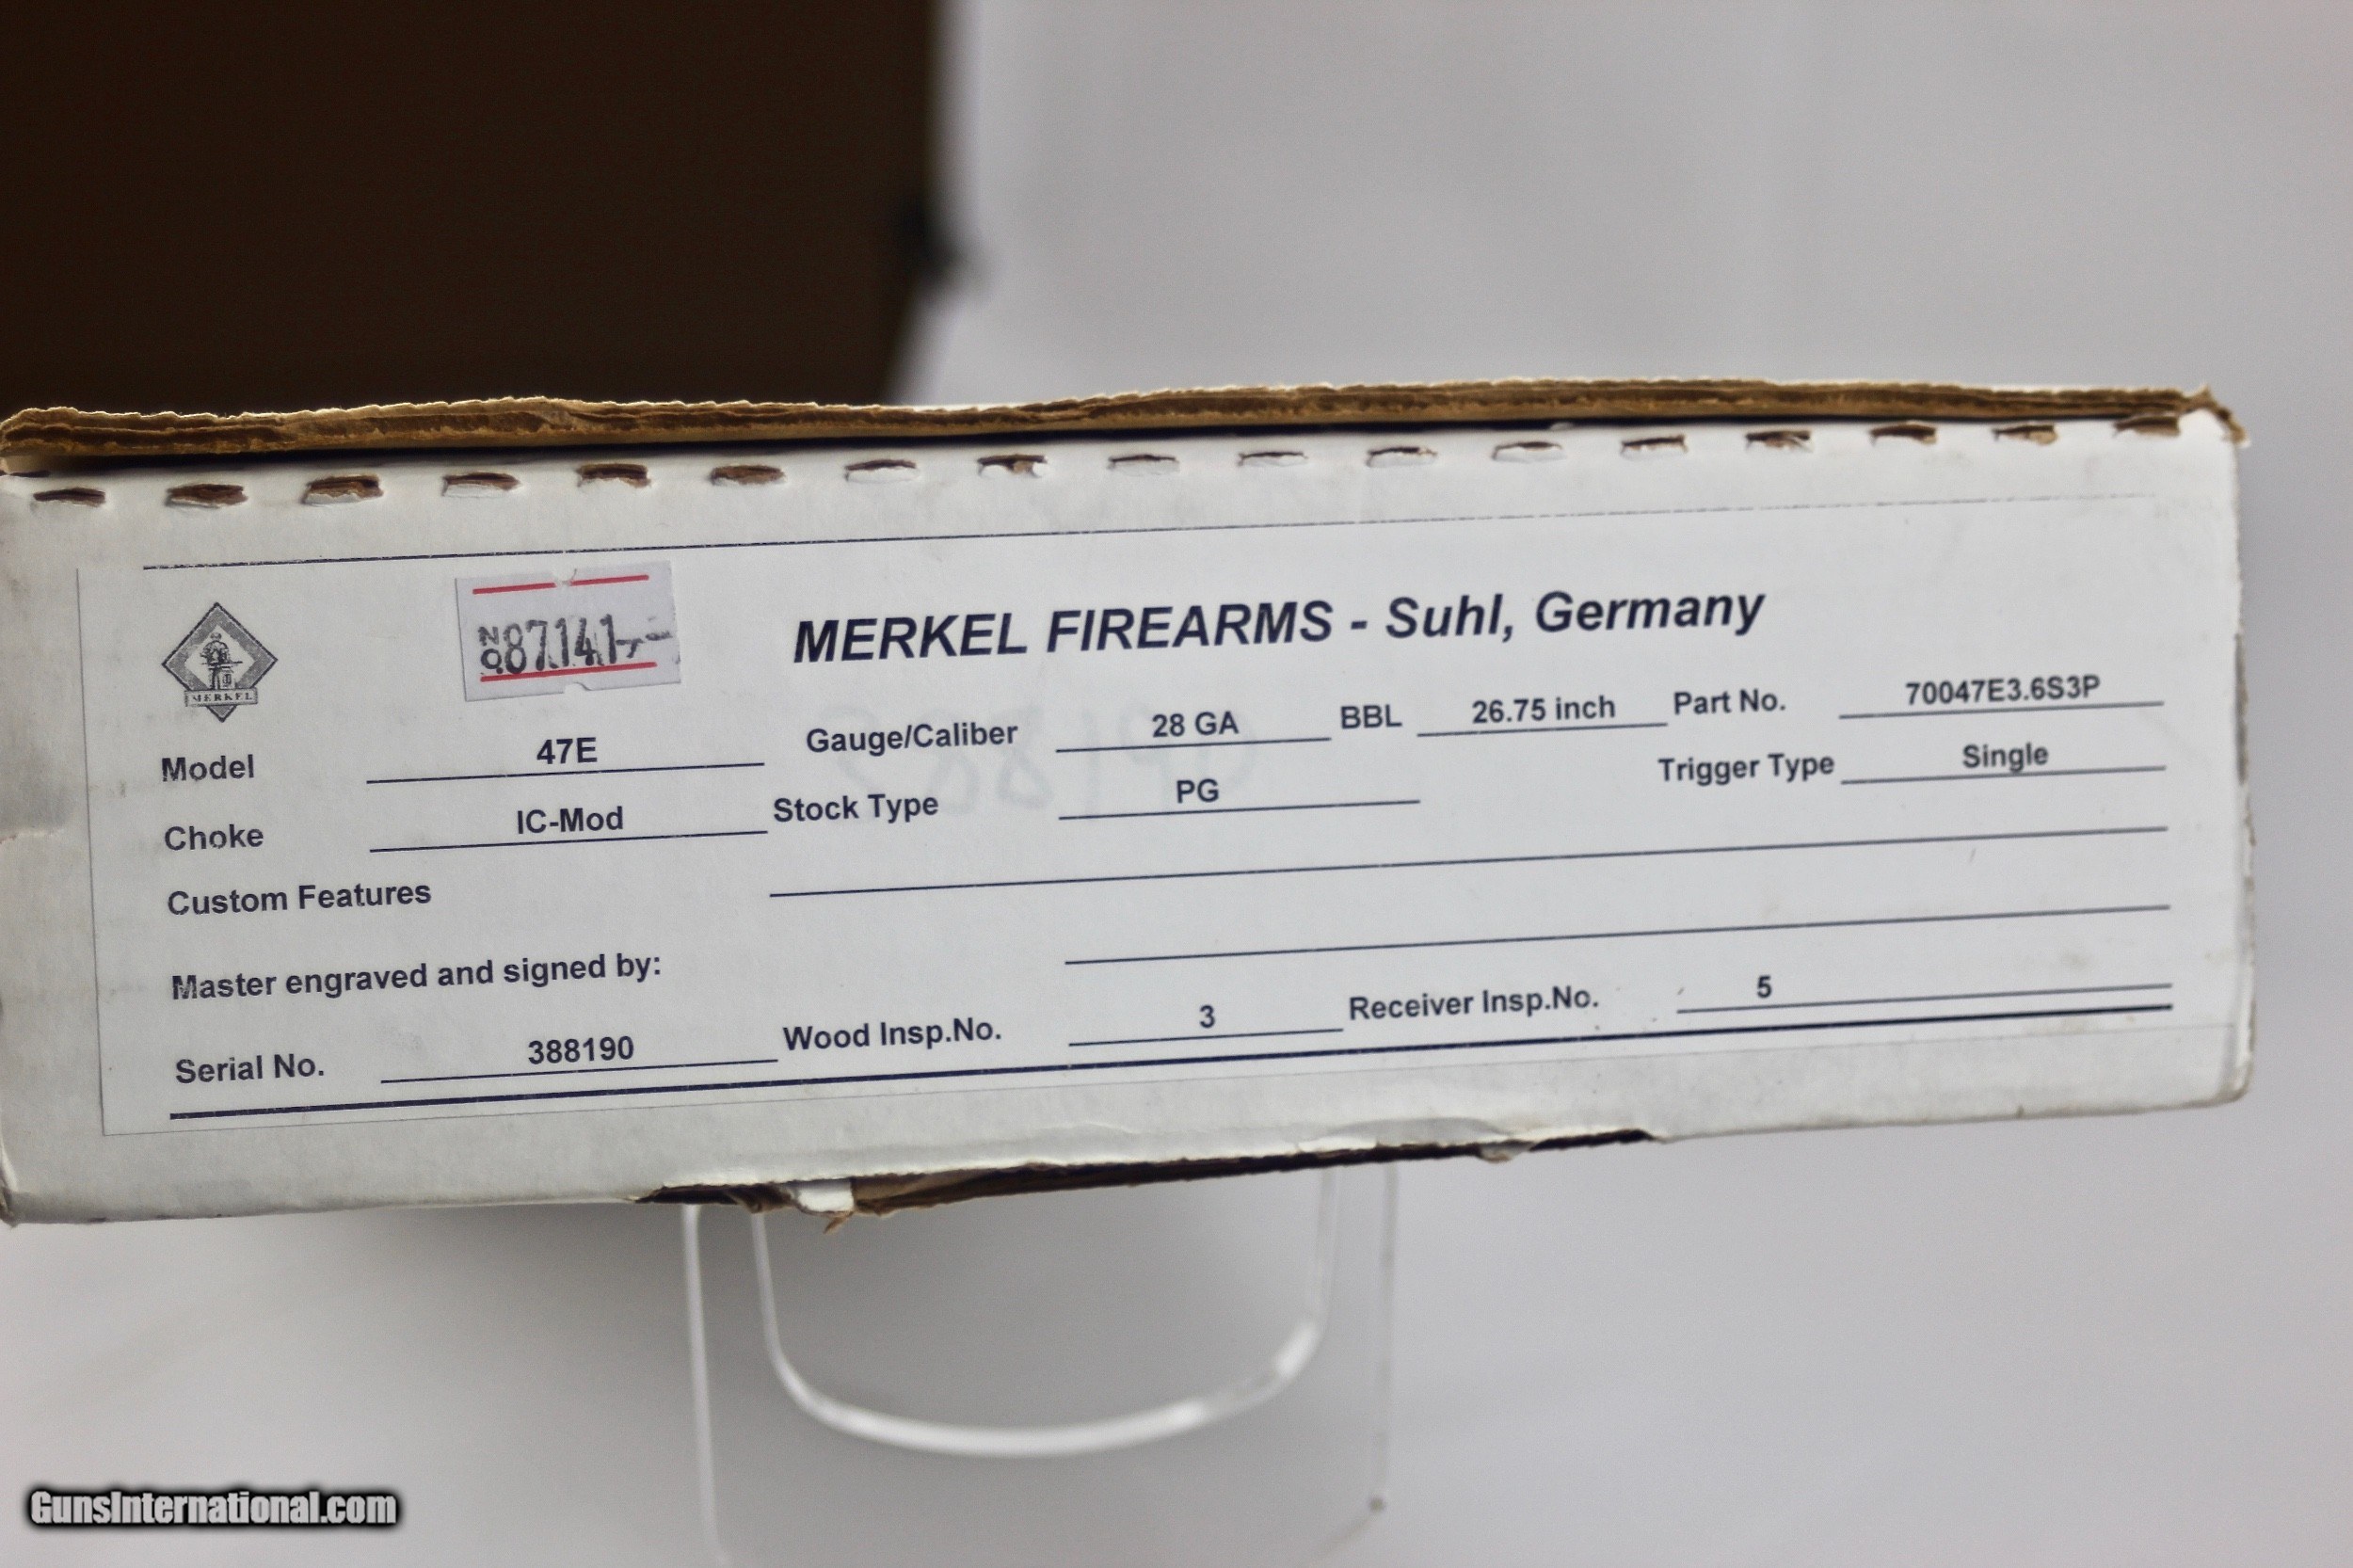 MERKEL
No 87141,-
MERKEL FIREARMS - Suhl, Germany
Model 47E Gauge/Caliber 28 GA BBL 26.75 inch Part No. 70047E3.6S3P
Choke IC-Mod Stock Type PG Trigger Type Single
Custom Features
Master engraved and signed by:
Serial No. 388190 Wood Insp.No. 3 Receiver Insp.No. 5
388190
GunsInternational.com